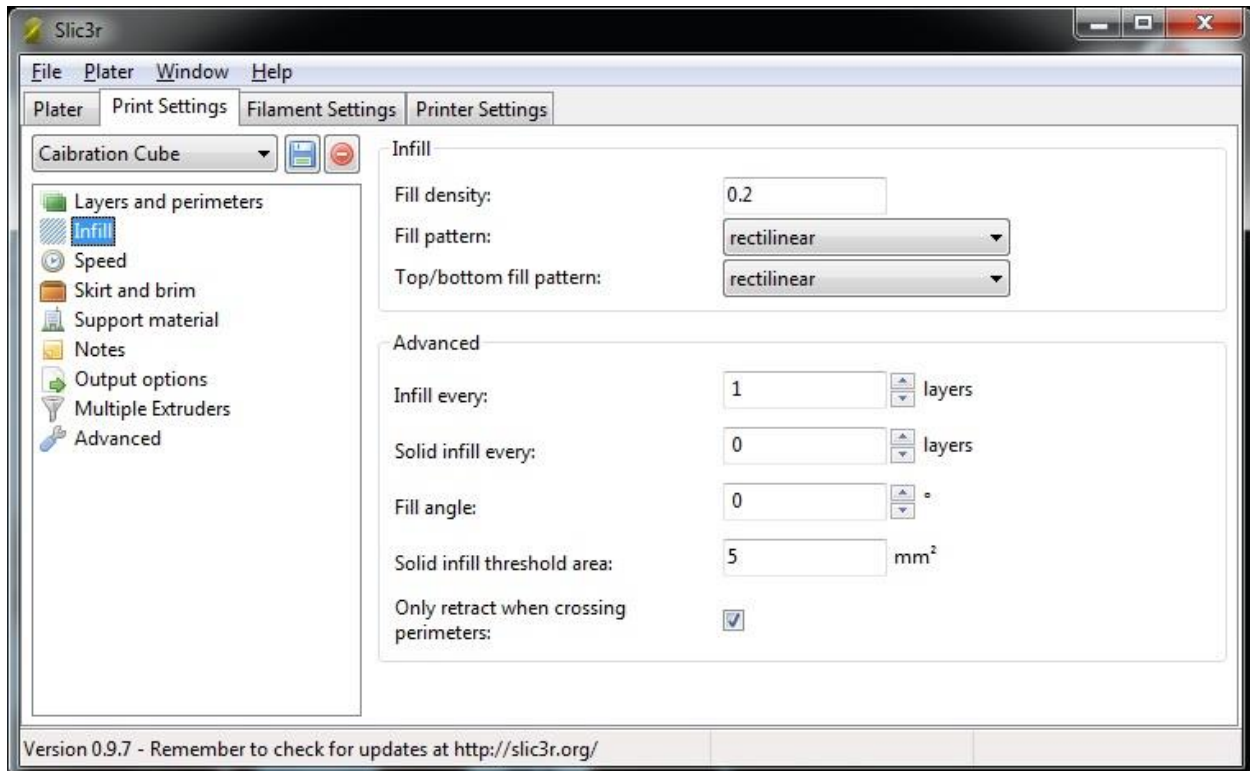 Slic3r
File Plater Window Help
Plater Print Settings Filament Settings Printer Settings
Caibration Cube
Layers and perimeters
Infill
Speed
Skirt and brim
Support material
Notes
Output options
Multiple Extruders
Advanced
Infill
Fill density: 0.2
Fill pattern: rectilinear
Top/bottom fill pattern: rectilinear
Advanced
Infill every: 1 layers
Solid infill every: 0 layers
Fill angle: 0 °
Solid infill threshold area: 5 mm²
Only retract when crossing
perimeters:
Version 0.9.7 - Remember to check for updates at http://slic3r.org/